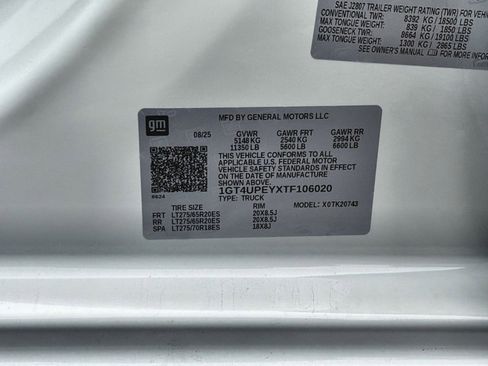 SAE J2807 TRAILER WEIGHT RATING (TWR) FOR VEHIC
CONVENTIONAL TWR: 8392 KG / 18500 LBS
MAX TONGUE WEIGHT: 839 KG / 1850 LBS
GOOSENECK TWR: 8664 KG / 19100 LBS
MAX TONGUE WEIGHT: 1300 KG / 2865 LBS
SEE OWNER'S MANUAL FOR MORE INFORM
gm
MFD BY GENERAL MOTORS LLC
08/25 GVWR GAWR FRT GAWR RR
5148 KG 2540 KG 2994 KG
11350 LB 5600 LB 6600 LB
THIS VEHICLE CONFORMS TO ALL
APPLICABLE U.S. FEDERAL MOTOR
VEHICLE SAFETY STANDARDS IN
EFFECT ON THE DATE OF
MANUFACTURE SHOWN ABOVE.
1GT4UPEYXTF106020
TYPE: TRUCK
8624
RIM MODEL: X0TK20743
FRT LT275/65R20ES 20X8.5J
RR LT275/65R20ES 20X8.5J
SPA LT275/70R18ES 18X8J